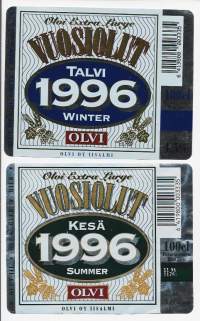 Olvi Extra Large
VUOSIOLUT
TALVI
1996
WINTER
OLVI
OLVI OY IISALMI
Olvi Extra Large
VUOSIOLUT
KESÄ
1996
SUMMER
100cl
OLVI
OLVI OY IISALMI